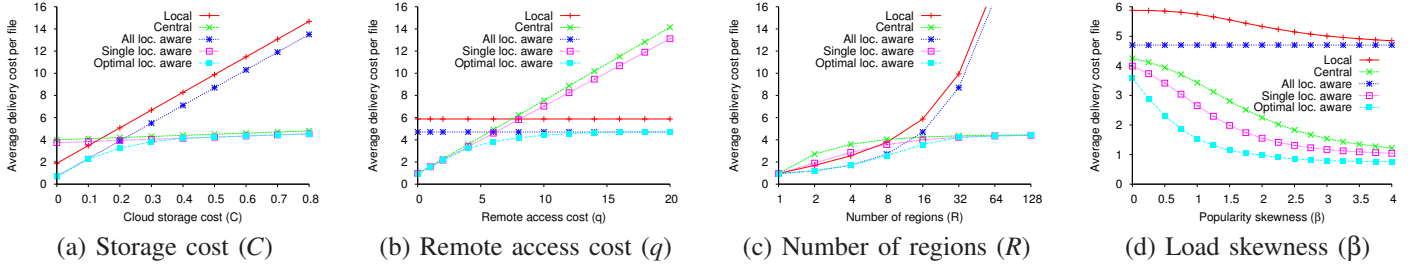 Average delivery cost per file
16
14
12
10
8
6
4
2
0
Local
Central
All loc. aware
Single loc. aware
Optimal loc. aware
0 0.1 0.2 0.3 0.4 0.5 0.6 0.7 0.8
Cloud storage cost (C)
(a) Storage cost (C)
Average delivery cost per file
16
14
12
10
8
6
4
2
0
Local
Central
All loc. aware
Single loc. aware
Optimal loc. aware
0 5 10 15 20
Remote access cost (q)
(b) Remote access cost (q)
Average delivery cost per file
16
14
12
10
8
6
4
2
0
Local
Central
All loc. aware
Single loc. aware
Optimal loc. aware
1 2 4 8 16 32 64 128
Number of regions (R)
(c) Number of regions (R)
Average delivery cost per file
6
5
4
3
2
1
0
Local
Central
All loc. aware
Single loc. aware
Optimal loc. aware
0 0.5 1 1.5 2 2.5 3 3.5 4
Popularity skewness (β)
(d) Load skewness (β)